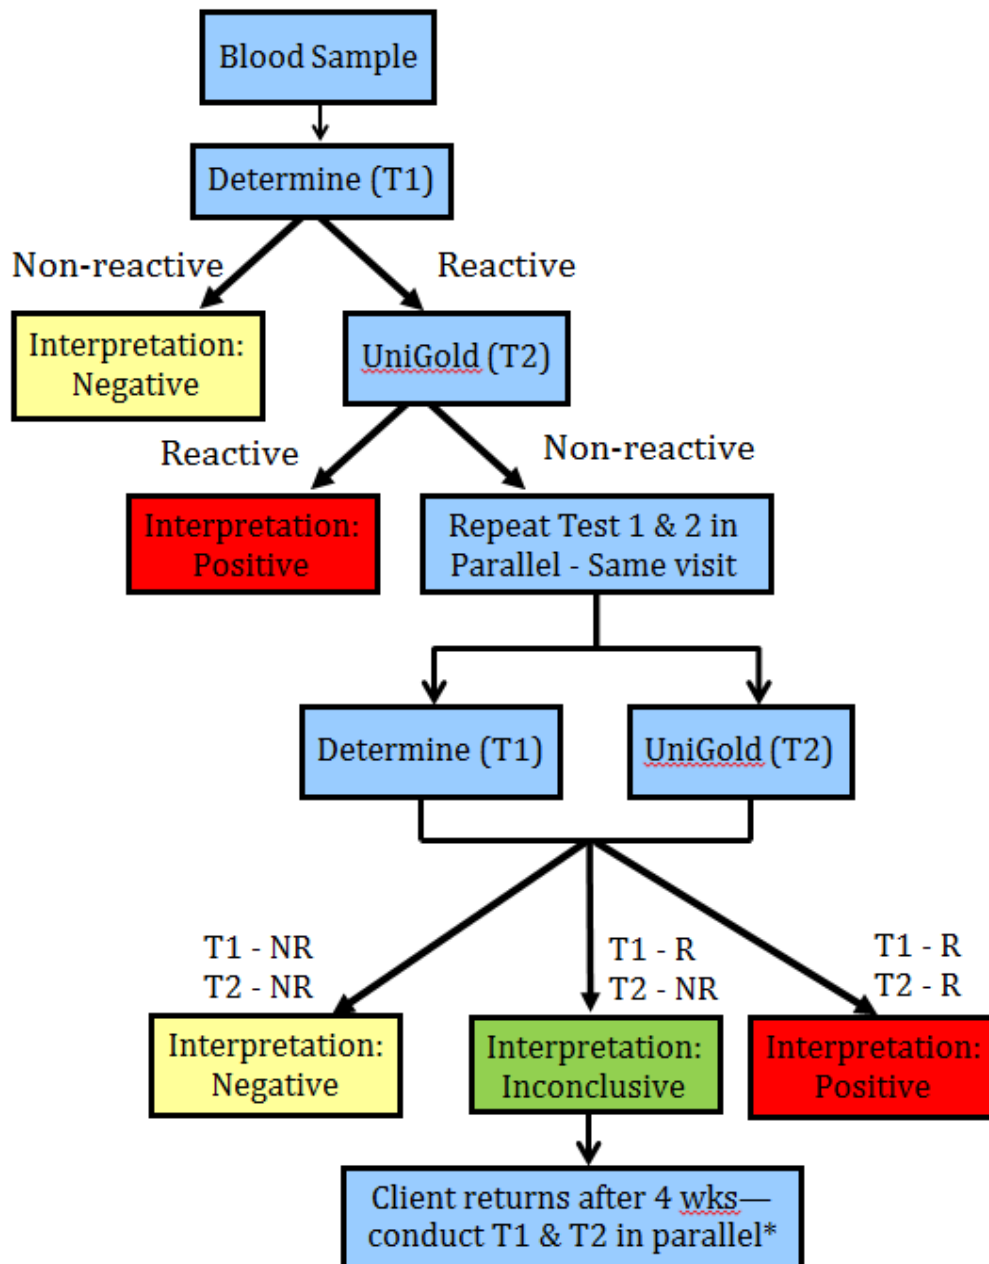 Blood Sample
Determine (T1)
Non-reactive
Reactive
Interpretation:
Negative
UniGold (T2)
Reactive
Non-reactive
Interpretation:
Positive
Repeat Test 1 & 2 in
Parallel - Same visit
Determine (T1)
UniGold (T2)
T1 - NR
T2 - NR
T1 - R
T2 - NR
T1 - R
T2 - R
Interpretation:
Negative
Interpretation:
Inconclusive
Interpretation:
Positive
Client returns after 4 wks—
conduct T1 & T2 in parallel*